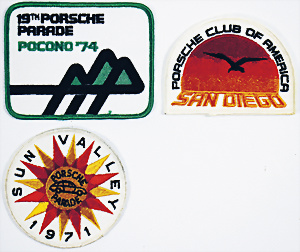 19TH PORSCHE
PARADE
POCONO '74
PORSCHE CLUB OF AMERICA
SAN DIEGO
SUN VALLEY
PORSCHE
PARADE
1971